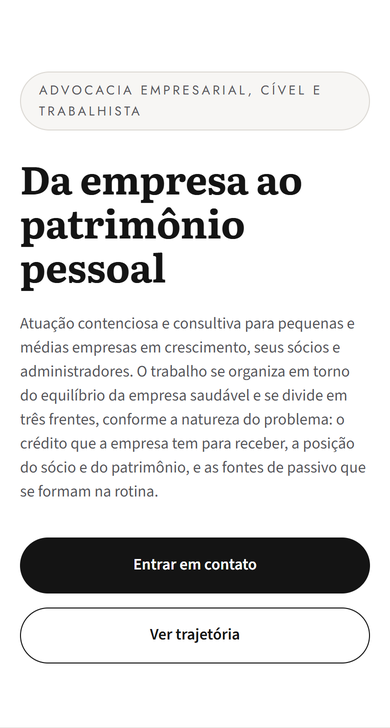 ADVOCACIA EMPRESARIAL, CÍVEL E
TRABALHISTA
Da empresa ao
patrimônio
pessoal
Atuação contenciosa e consultiva para pequenas e
médias empresas em crescimento, seus sócios e
administradores. O trabalho se organiza em torno
do equilíbrio da empresa saudável e se divide em
três frentes, conforme a natureza do problema: o
crédito que a empresa tem para receber, a posição
do sócio e do patrimônio, e as fontes de passivo que
se formam na rotina.
Entrar em contato
Ver trajetória